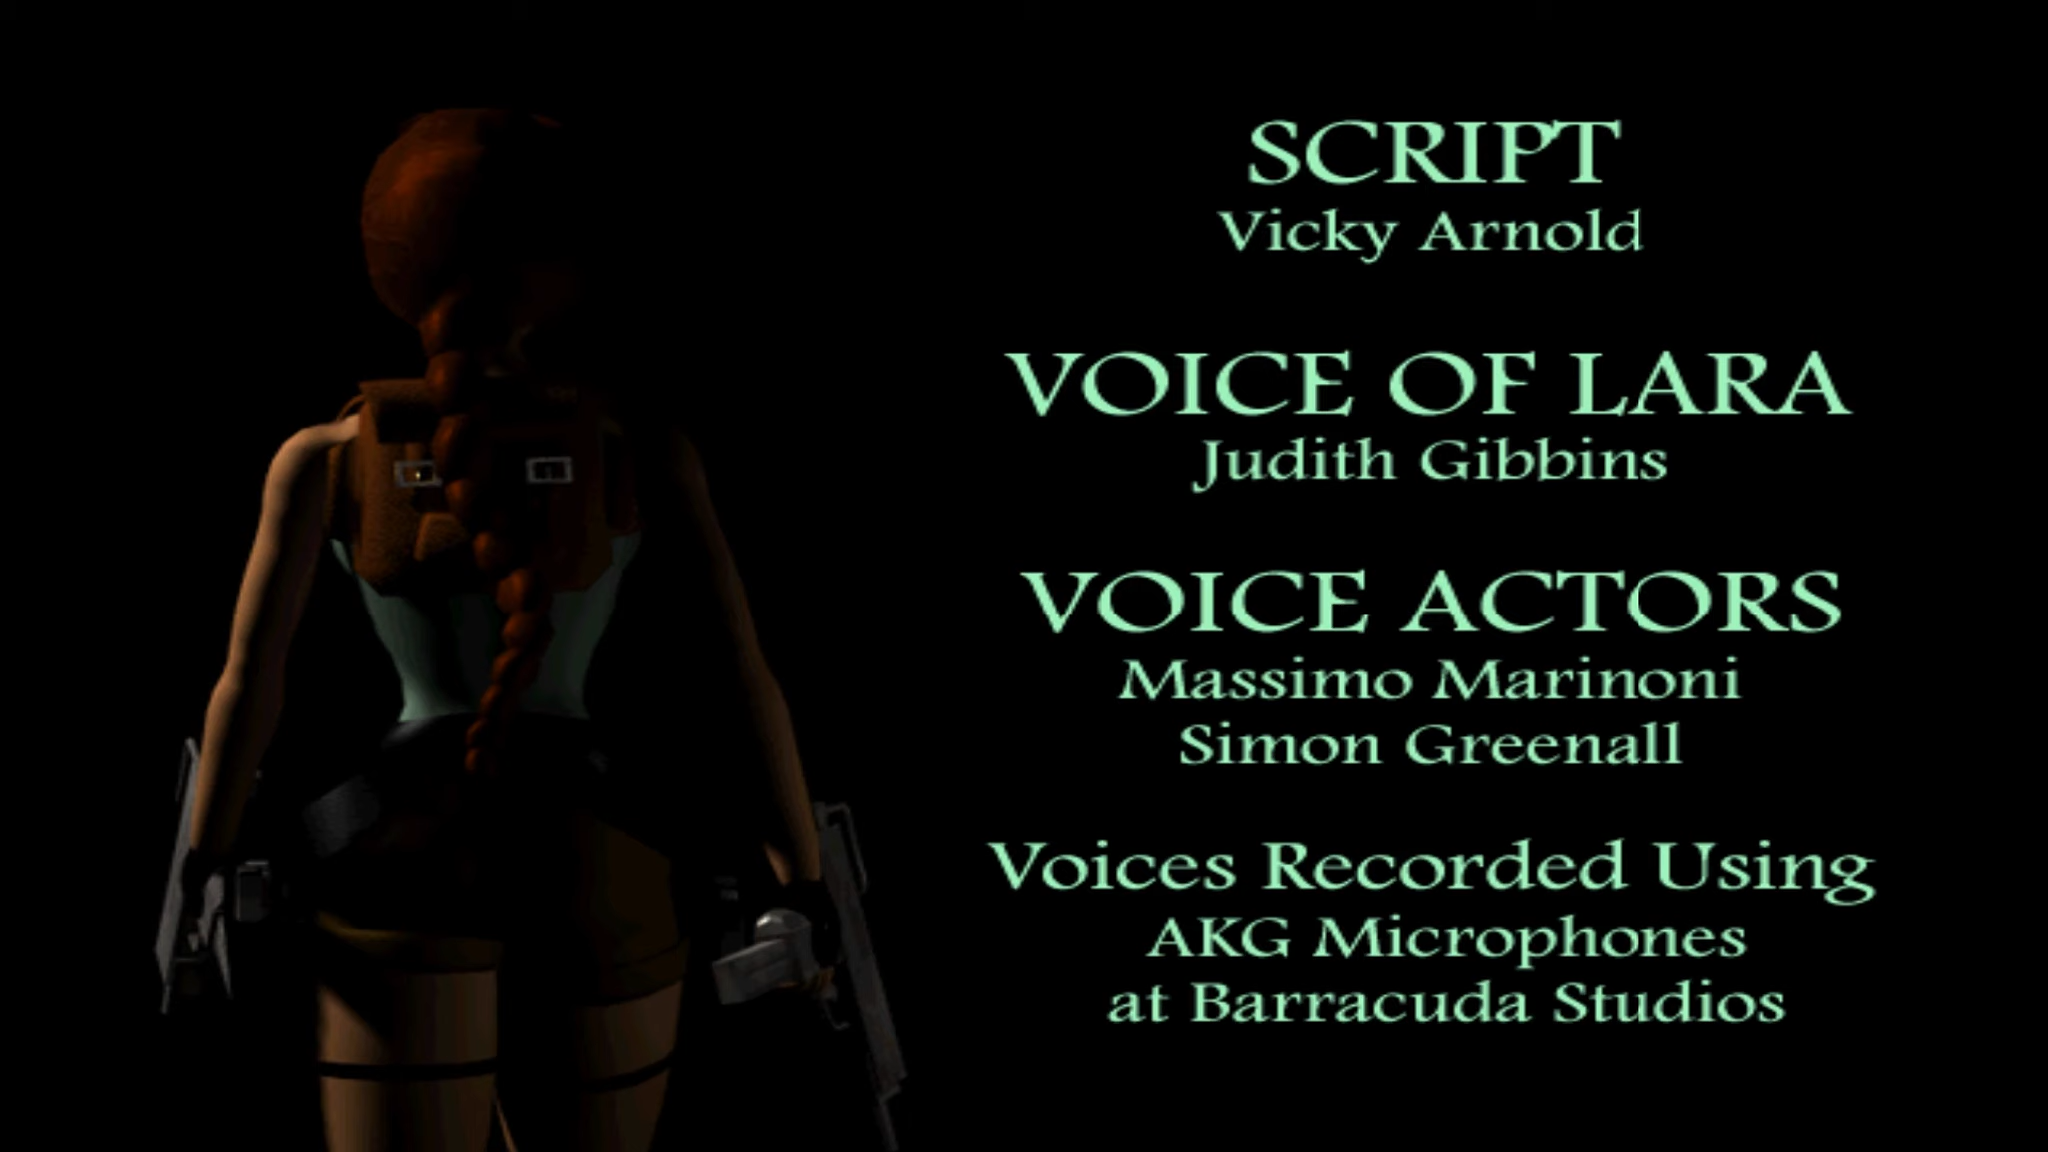 SCRIPT
Vicky Arnold
VOICE OF LARA
Judith Gibbins
VOICE ACTORS
Massimo Marinoni
Simon Greenall
Voices Recorded Using
AKG Microphones
at Barracuda Studios